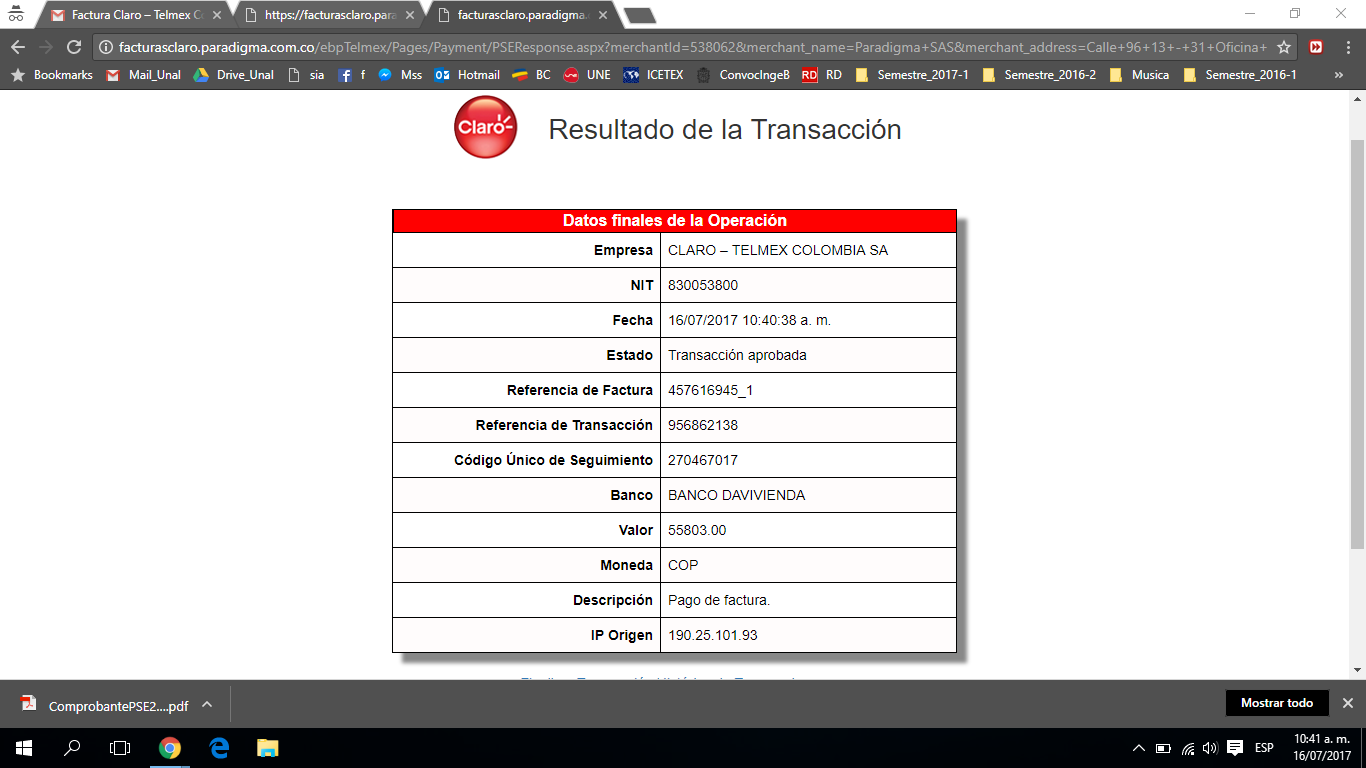 Factura Claro – Telmex C
https://facturasclaro.para
facturasclaro.paradigma.
facturasclaro.paradigma.com.co/ebpTelmex/Pages/Payment/PSEResponse.aspx?merchantId=538062&merchant_name=Paradigma+SAS&merchant_address=Calle+96+13+-+31+Oficina+
Bookmarks Mail_Unal Drive_Unal sia f Mss Hotmail BC UNE ICETEX ConvocIngeB RD RD Semestre_2017-1 Semestre_2016-2 Musica Semestre_2016-1 »
Claro Resultado de la Transacción
Datos finales de la Operación
Empresa CLARO – TELMEX COLOMBIA SA
NIT 830053800
Fecha 16/07/2017 10:40:38 a. m.
Estado Transacción aprobada
Referencia de Factura 457616945_1
Referencia de Transacción 956862138
Código Único de Seguimiento 270467017
Banco BANCO DAVIVIENDA
Valor 55803.00
Moneda COP
Descripción Pago de factura.
IP Origen 190.25.101.93
ComprobantePSE2....pdf Mostrar todo
ESP 10:41 a. m.
16/07/2017